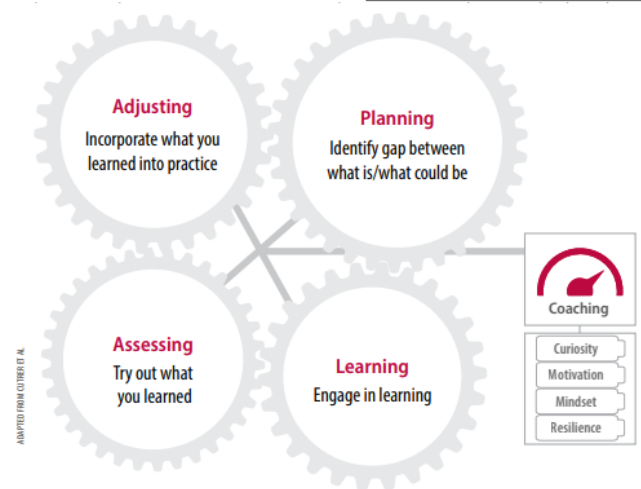 Adjusting
Incorporate what you
learned into practice
Planning
Identify gap between
what is/what could be
Assessing
Try out what
you learned
Learning
Engage in learning
Coaching
Curiosity
Motivation
Mindset
Resilience
ADAPTED FROM CUTRER ET AL